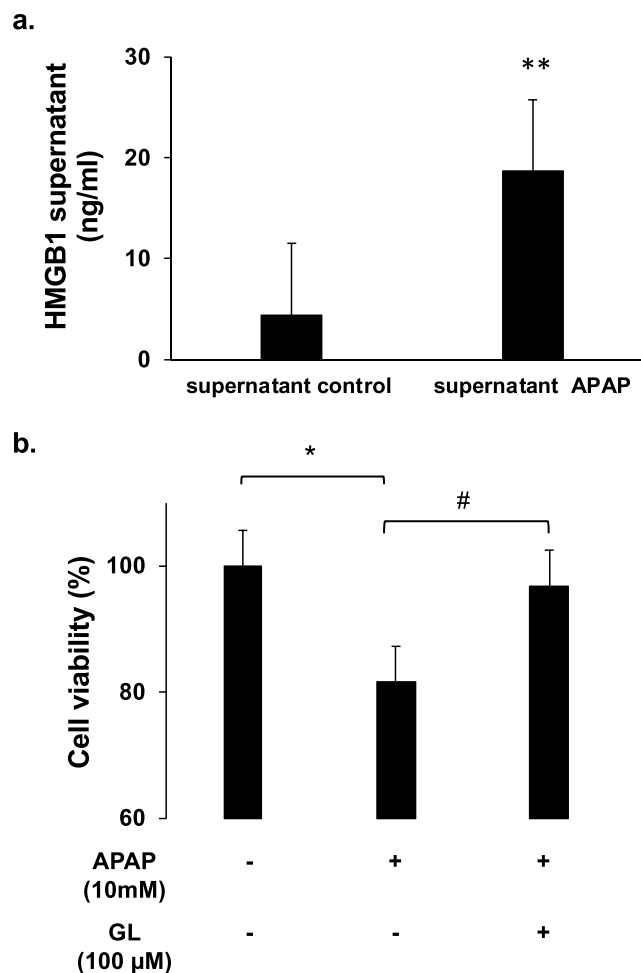 a.
HMGB1 supernatant
(ng/ml)
30
20
10
0
**
supernatant control
supernatant APAP
b.
*
#
Cell viability (%)
100
80
60
APAP - + +
(10mM)
GL - - +
(100 µM)